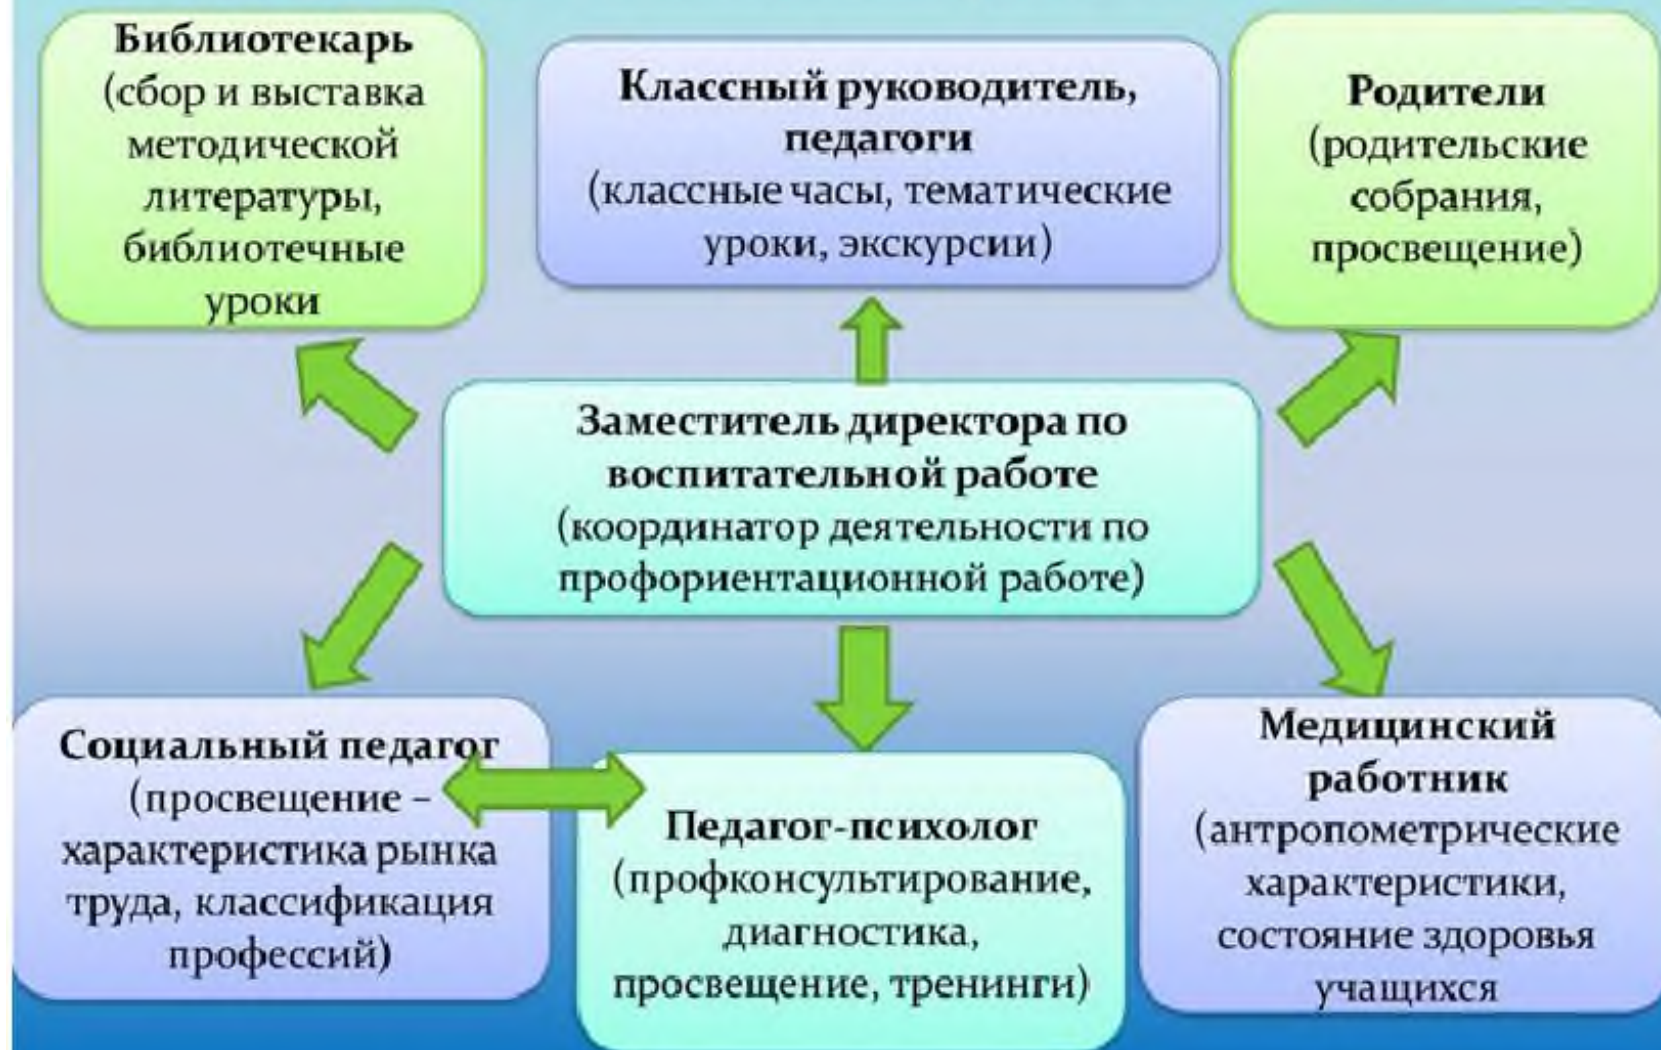 Библиотекарь
(сбор и выставка
методической
литературы,
библиотечные
уроки
Классный руководитель,
педагоги
(классные часы, тематические
уроки, экскурсии)
Родители
(родительские
собрания,
просвещение)
Заместитель директора по
воспитательной работе
(координатор деятельности по
профориентационной работе)
Социальный педагог
(просвещение –
характеристика рынка
труда, классификация
профессий)
Педагог-психолог
(профконсультирование,
диагностика,
просвещение, тренинги)
Медицинский
работник
(антропометрические
характеристики,
состояние здоровья
учащихся